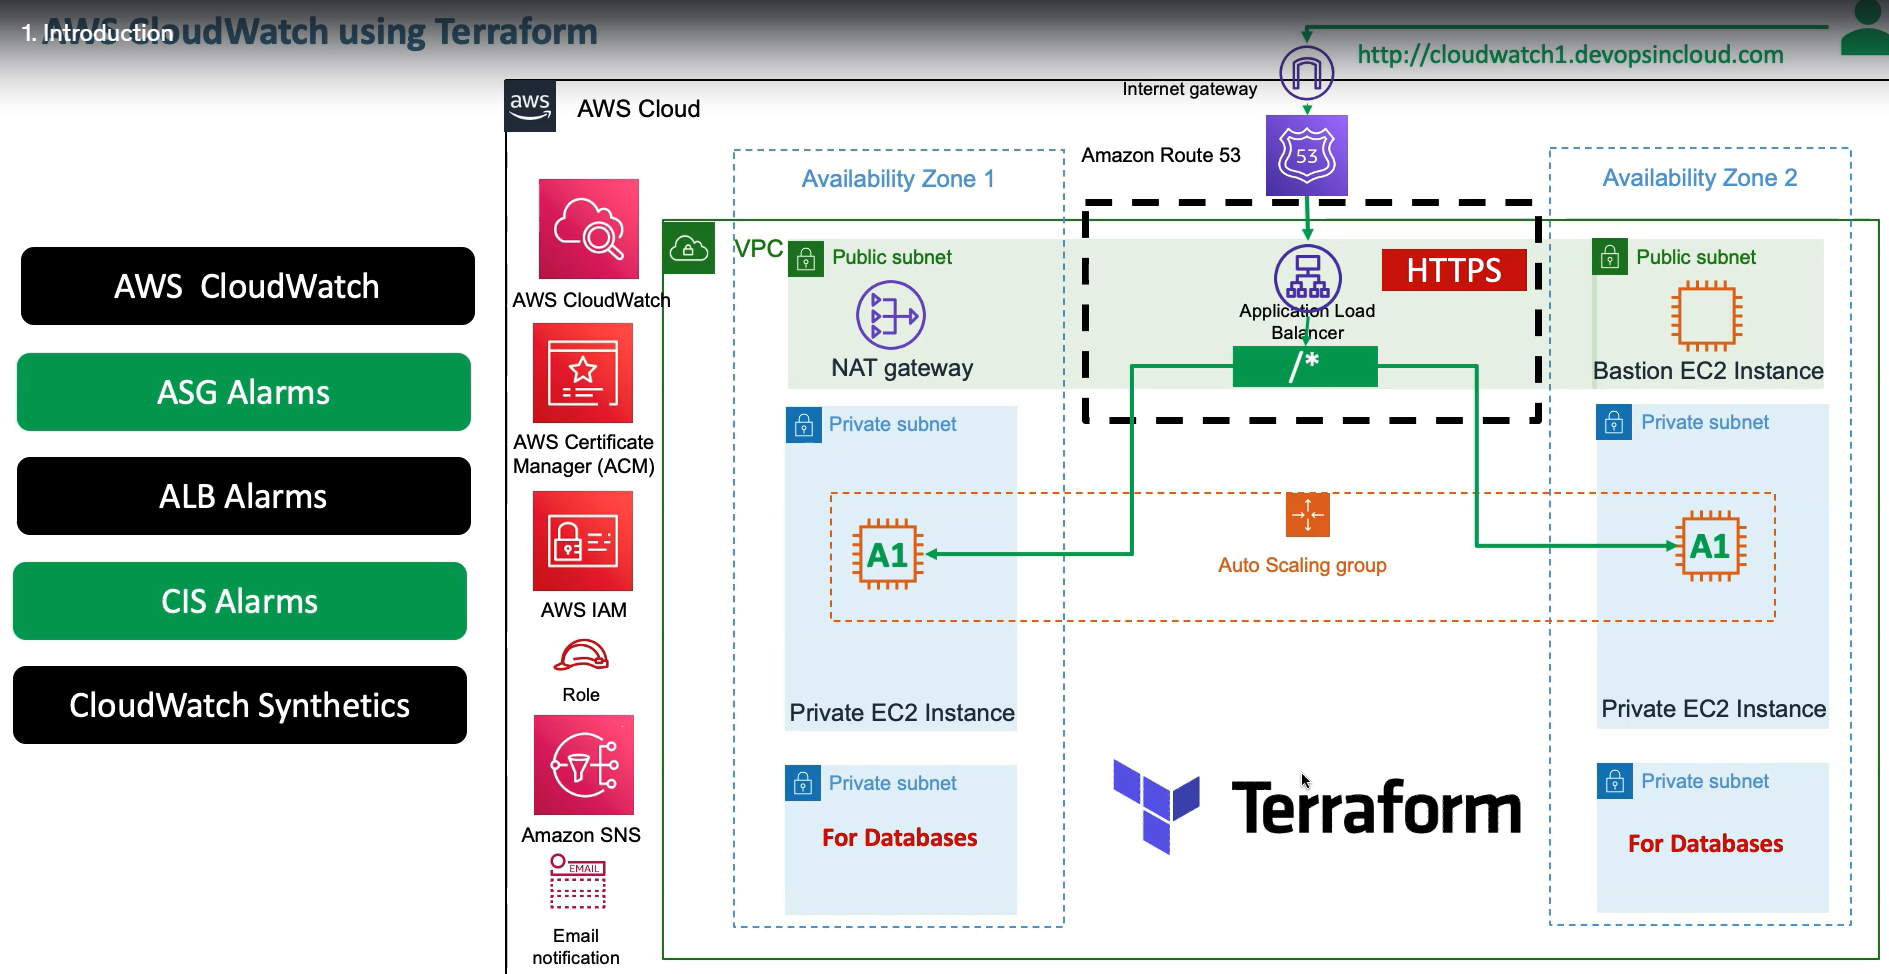 1. Introduction
AWS CloudWatch using Terraform
http://cloudwatch1.devopsincloud.com
Internet gateway
aws
AWS Cloud
Amazon Route 53
53
Availability Zone 1
Availability Zone 2
AWS CloudWatch
ASG Alarms
ALB Alarms
CIS Alarms
CloudWatch Synthetics
AWS CloudWatch
AWS Certificate
Manager (ACM)
AWS IAM
Role
Amazon SNS
EMAIL
Email
notification
VPC
Public subnet
NAT gateway
HTTPS
Application Load
Balancer
/*
Public subnet
Bastion EC2 Instance
Private subnet
A1
Private EC2 Instance
Auto Scaling group
Private subnet
A1
Private EC2 Instance
Private subnet
For Databases
Terraform
Private subnet
For Databases